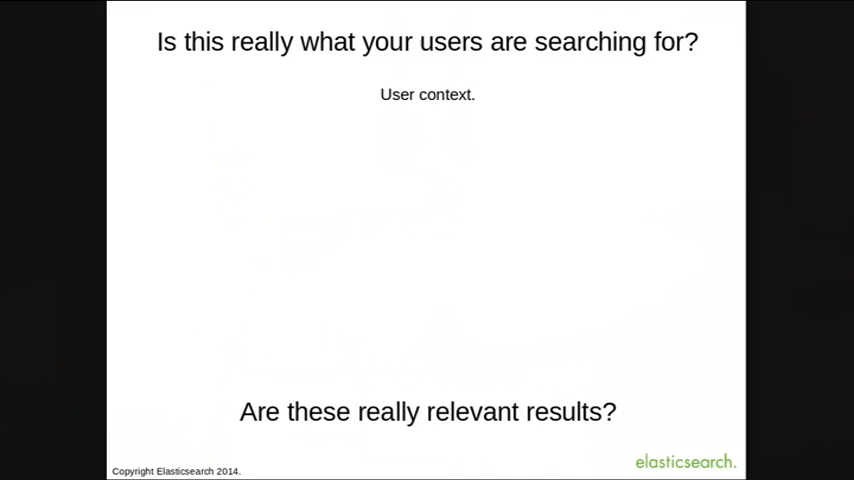 Is this really what your users are searching for?
User context.
Are these really relevant results?
elasticsearch.
Copyright Elasticsearch 2014.